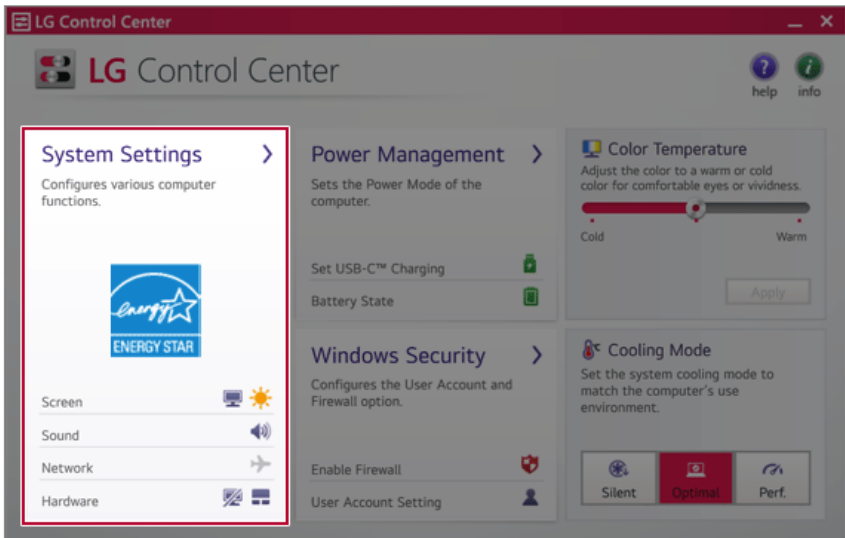 LG Control Center
LG Control Center
help
info
System Settings
Configures various computer
functions.
energy
ENERGY STAR
Screen
Sound
Network
Hardware
Power Management
Sets the Power Mode of the
computer.
Set USB-C™ Charging
Battery State
Windows Security
Configures the User Account and
Firewall option.
Enable Firewall
User Account Setting
Color Temperature
Adjust the color to a warm or cold
color for comfortable eyes or vividness.
Cold
Warm
Apply
Cooling Mode
Set the system cooling mode to
match the computer's use
environment.
Silent
Optimal
Perf.